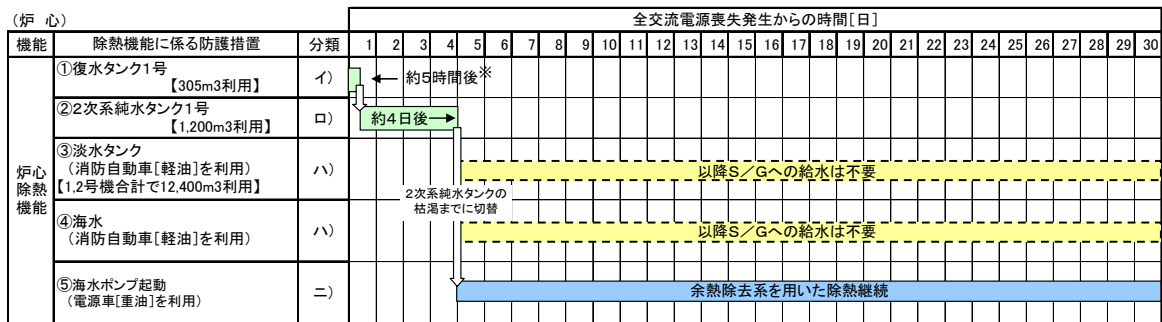 (炉　心)
全交流電源喪失発生からの時間[日]
機能　除熱機能に係る防護措置　分類　1 2 3 4 5 6 7 8 9 10 11 12 13 14 15 16 17 18 19 20 21 22 23 24 25 26 27 28 29 30
炉心
除熱
機能
①復水タンク1号
【305m3利用】
イ)
約5時間後※
②2次系純水タンク1号
【1,200m3利用】
ロ)
約4日後
③淡水タンク
(消防自動車[軽油]を利用)
【1,2号機合計で12,400m3利用】
ハ)
以降S/Gへの給水は不要
2次系純水タンクの
枯渇までに切替
④海水
(消防自動車[軽油]を利用)
ハ)
以降S/Gへの給水は不要
⑤海水ポンプ起動
(電源車[重油]を利用)
ニ)
余熱除去系を用いた除熱継続